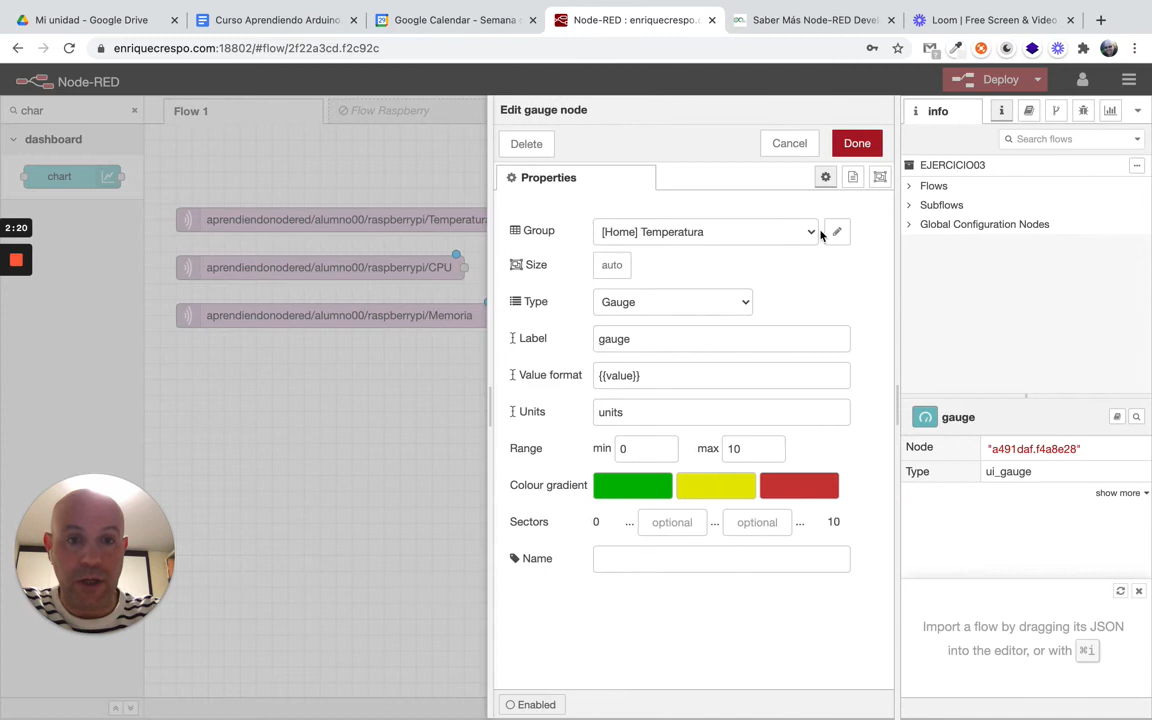 Mi unidad - Google Drive
Curso Aprendiendo Arduino.
Google Calendar - Semana
Node-RED : enriquecrespo.co
Saber Más Node-RED Devel
Loom | Free Screen & Video
enriquecrespo.com:18802/#flow/2f22a3cd.f2c92c
Node-RED
Deploy
char
Flow 1
Flow Raspberry
Edit gauge node
info
Delete
Cancel
Done
Search flows
dashboard
chart
Properties
EJERCICIO03
Flows
Subflows
Global Configuration Nodes
aprendiendonodered/alumno00/raspberrypi/Temperatura
2:20
aprendiendonodered/alumno00/raspberrypi/CPU
aprendiendonodered/alumno00/raspberrypi/Memoria
Group
[Home] Temperatura
Size
auto
Type
Gauge
Label
gauge
Value format
{{value}}
Units
units
Range
min
0
max
10
Colour gradient
Sectors
0
...
optional
...
optional
...
10
Name
Enabled
gauge
Node
"a491daf.f4a8e28"
Type
ui_gauge
show more
Import a flow by dragging its JSON
into the editor, or with ⌘i